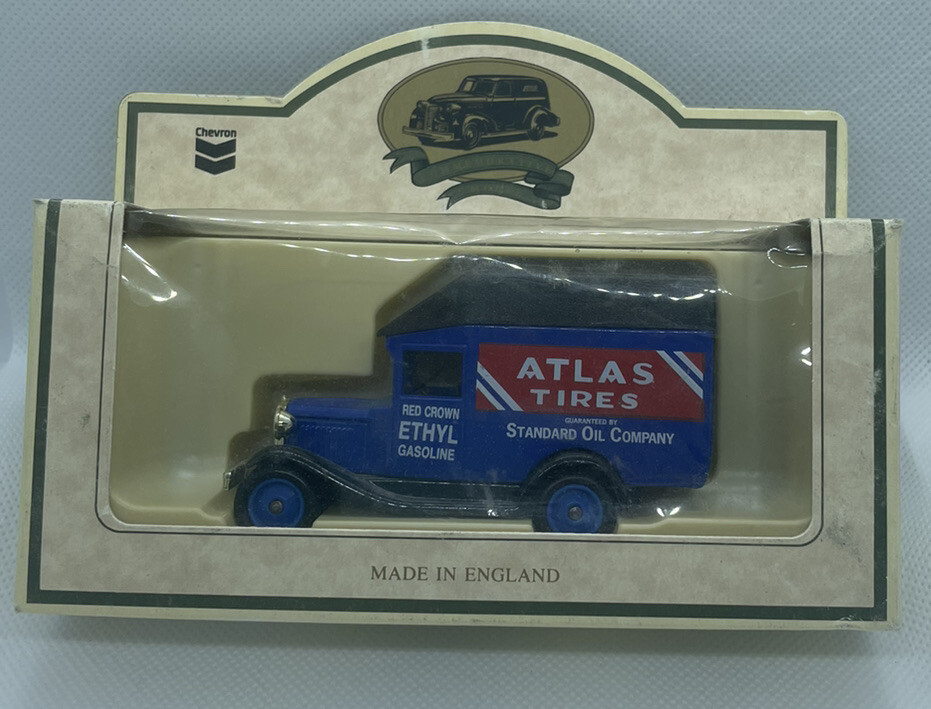 Chevron
RED CROWN
ETHYL
GASOLINE
ATLAS
TIRES
GUARANTEED BY
STANDARD OIL COMPANY
MADE IN ENGLAND